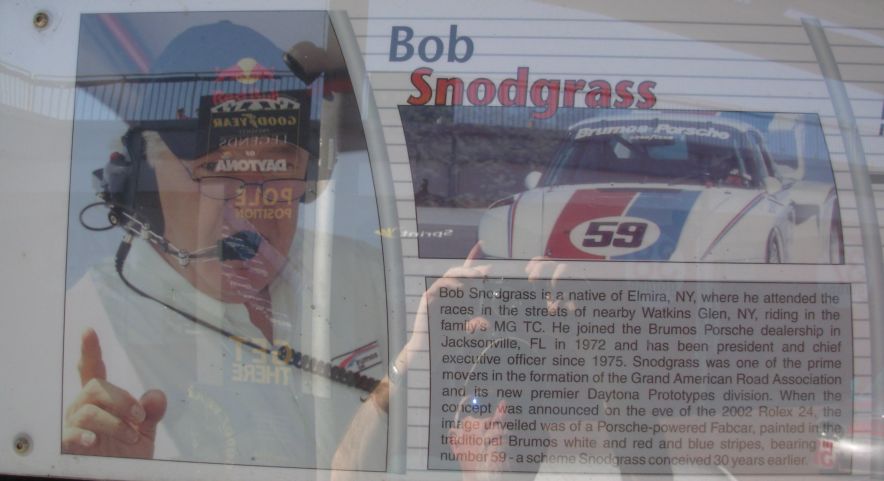 Bob
Snodgrass
Brumos Porsche
59
GOODYEAR
LEGENDS
OF
DAYTONA
POLE
POSITION
Sprint
GET
THERE
Bob Snodgrass is a native of Elmira, NY, where he attended the
races in the streets of nearby Watkins Glen, NY, riding in the
family's MG TC. He joined the Brumos Porsche dealership in
Jacksonville, FL in 1972 and has been president and chief
executive officer since 1975. Snodgrass was one of the prime
movers in the formation of the Grand American Road Association
and its new premier Daytona Prototypes division. When the
concept was announced on the eve of the 2002 Rolex 24, the
image unveiled was of a Porsche-powered Fabcar, painted in the
traditional Brumos white and red and blue stripes, bearing
number 59 - a scheme Snodgrass conceived 30 years earlier.